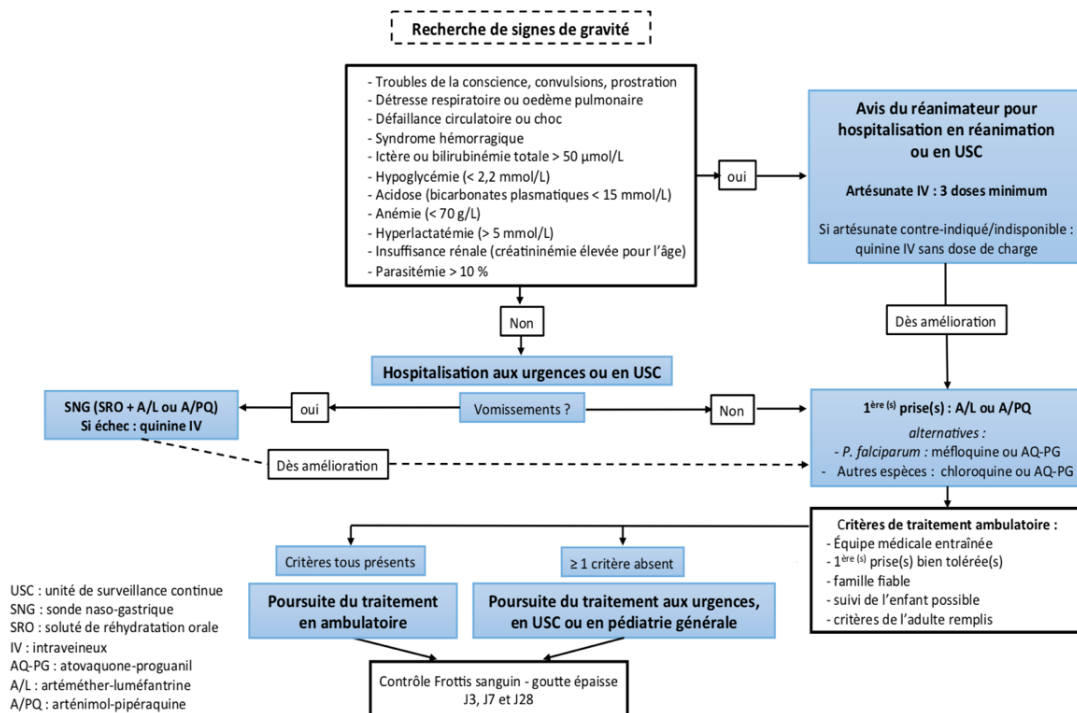 Recherche de signes de gravité
- Troubles de la conscience, convulsions, prostration
- Détresse respiratoire ou oedème pulmonaire
- Défaillance circulatoire ou choc
- Syndrome hémorragique
- Ictère ou bilirubinémie totale > 50 µmol/L
- Hypoglycémie (< 2,2 mmol/L)
- Acidose (bicarbonates plasmatiques < 15 mmol/L)
- Anémie (< 70 g/L)
- Hyperlactatémie (> 5 mmol/L)
- Insuffisance rénale (créatininémie élevée pour l'âge)
- Parasitémie > 10 %
oui
Avis du réanimateur pour
hospitalisation en réanimation
ou en USC
Artésunate IV : 3 doses minimum
Si artésunate contre-indiqué/indisponible :
quinine IV sans dose de charge
Non
Dès amélioration
Hospitalisation aux urgences ou en USC
Vomissements ?
oui
Non
SNG (SRO + A/L ou A/PQ)
Si échec : quinine IV
Dès amélioration
1ère (s) prise(s) : A/L ou A/PQ
alternatives :
- P. falciparum : méfloquine ou AQ-PG
- Autres espèces : chloroquine ou AQ-PG
Critères de traitement ambulatoire :
- Équipe médicale entraînée
- 1ère (s) prise(s) bien tolérée(s)
- famille fiable
- suivi de l'enfant possible
- critères de l'adulte remplis
Critères tous présents
≥ 1 critère absent
Poursuite du traitement
en ambulatoire
Poursuite du traitement aux urgences,
en USC ou en pédiatrie générale
Contrôle Frottis sanguin - goutte épaisse
J3, J7 et J28
USC : unité de surveillance continue
SNG : sonde naso-gastrique
SRO : soluté de réhydratation orale
IV : intraveineux
AQ-PG : atovaquone-proguanil
A/L : artéméther-luméfantrine
A/PQ : arténimol-pipéraquine